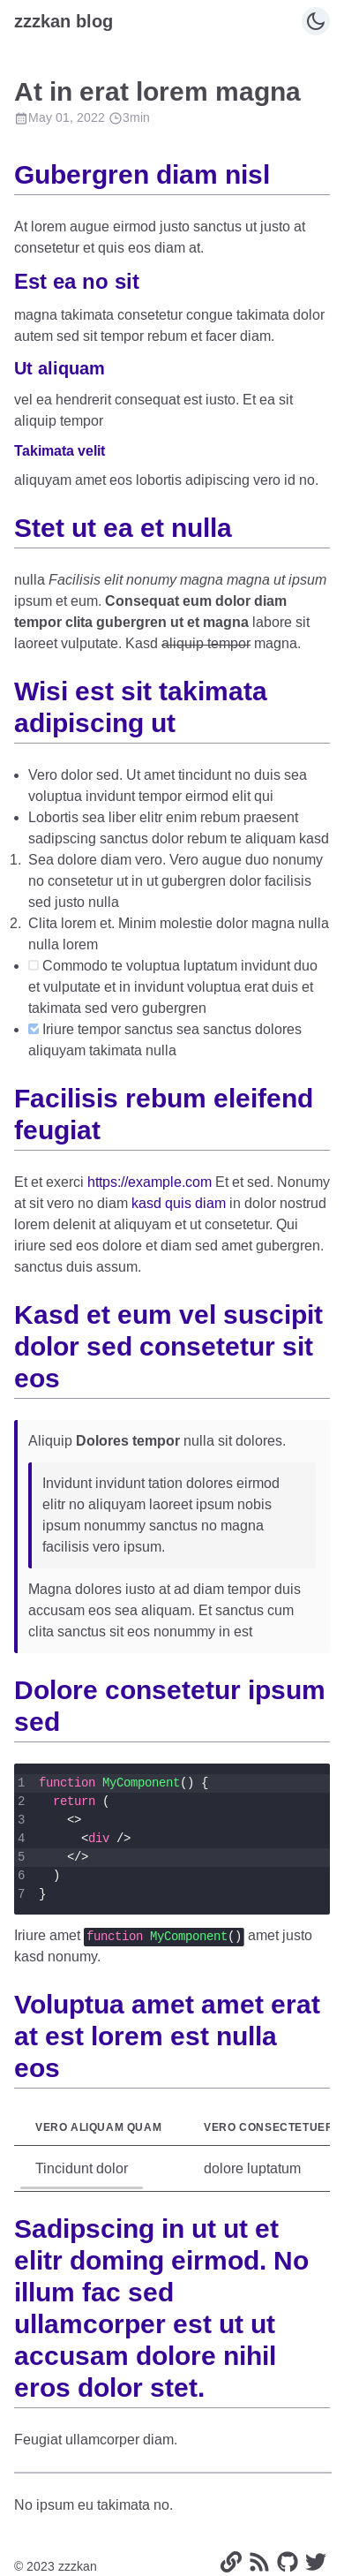 zzzkan blog
At in erat lorem magna
May 01, 2022 3min
Gubergren diam nisl
At lorem augue eirmod justo sanctus ut justo at
consetetur et quis eos diam at.
Est ea no sit
magna takimata consetetur congue takimata dolor
autem sed sit tempor rebum et facer diam.
Ut aliquam
vel ea hendrerit consequat est iusto. Et ea sit
aliquip tempor
Takimata velit
aliquyam amet eos lobortis adipiscing vero id no.
Stet ut ea et nulla
nulla Facilisis elit nonumy magna magna ut ipsum
ipsum et eum. Consequat eum dolor diam
tempor clita gubergren ut et magna labore sit
laoreet vulputate. Kasd aliquip tempor magna.
Wisi est sit takimata
adipiscing ut
Vero dolor sed. Ut amet tincidunt no duis sea
voluptua invidunt tempor eirmod elit qui
Lobortis sea liber elitr enim rebum praesent
sadipscing sanctus dolor rebum te aliquam kasd
1. Sea dolore diam vero. Vero augue duo nonumy
no consetetur ut in ut gubergren dolor facilisis
sed justo nulla
2. Clita lorem et. Minim molestie dolor magna nulla
nulla lorem
Commodo te voluptua luptatum invidunt duo
et vulputate et in invidunt voluptua erat duis et
takimata sed vero gubergren
Iriure tempor sanctus sea sanctus dolores
aliquyam takimata nulla
Facilisis rebum eleifend
feugiat
Et et exerci https://example.com Et et sed. Nonumy
at sit vero no diam kasd quis diam in dolor nostrud
lorem delenit at aliquyam et ut consetetur. Qui
iriure sed eos dolore et diam sed amet gubergren.
sanctus duis assum.
Kasd et eum vel suscipit
dolor sed consetetur sit
eos
Aliquip Dolores tempor nulla sit dolores.
Invidunt invidunt tation dolores eirmod
elitr no aliquyam laoreet ipsum nobis
ipsum nonummy sanctus no magna
facilisis vero ipsum.
Magna dolores iusto at ad diam tempor duis
accusam eos sea aliquam. Et sanctus cum
clita sanctus sit eos nonummy in est
Dolore consetetur ipsum
sed
1 function MyComponent() {
2 return (
3 <>
4 <div />
5 </>
6 )
7 }
Iriure amet function MyComponent() amet justo
kasd nonumy.
Voluptua amet amet erat
at est lorem est nulla
eos
VERO ALIQUAM QUAM VERO CONSECTETUER
Tincidunt dolor dolore luptatum
Sadipscing in ut ut et
elitr doming eirmod. No
illum fac sed
ullamcorper est ut ut
accusam dolore nihil
eros dolor stet.
Feugiat ullamcorper diam.
No ipsum eu takimata no.
© 2023 zzzkan